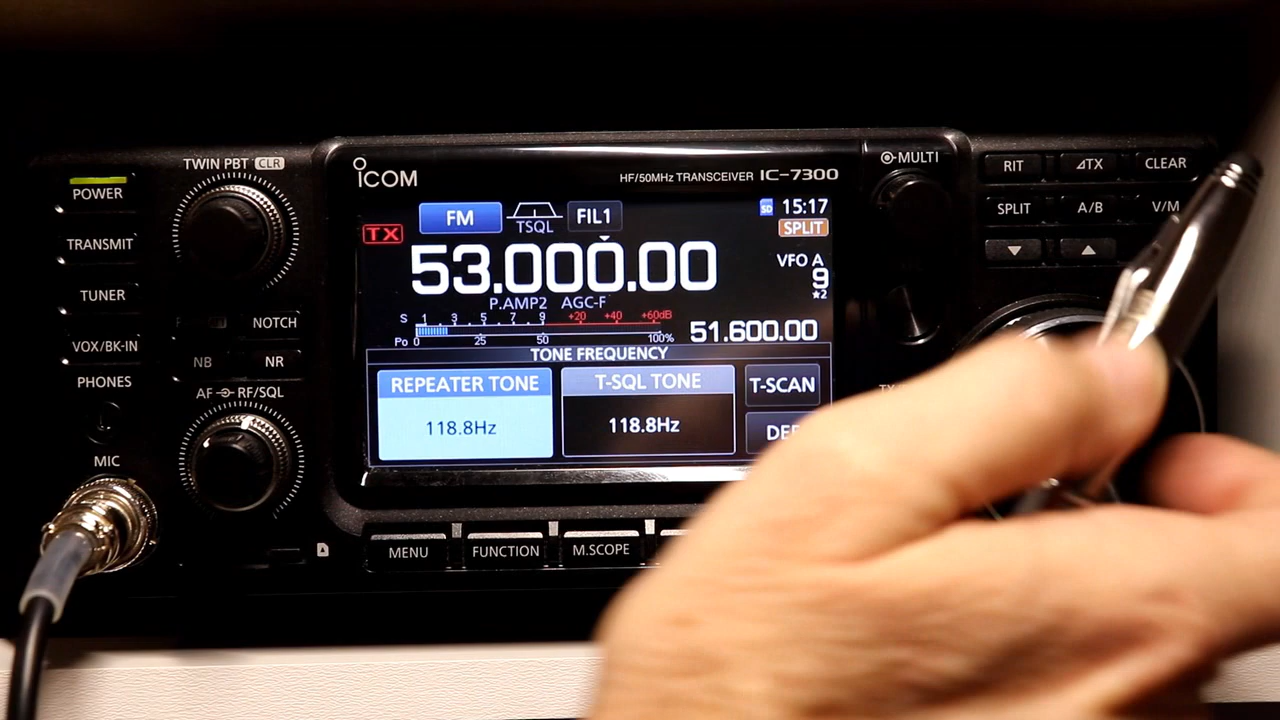 TWIN PBT CLR
POWER
TRANSMIT
TUNER
VOX/BK-IN
NOTCH
NB
NR
PHONES
AF RF/SQL
MIC
ICOM
HF/50MHz TRANSCEIVER IC-7300
FM
TSQL
FIL1
SD 15:17
TX
SPLIT
53.000.00
VFO A
9
★2
P.AMP2 AGC-F
S 1 3 5 7 9 +20 +40 +60dB
Po 0 25 50 100%
51.600.00
TONE FREQUENCY
REPEATER TONE
118.8Hz
T-SQL TONE
118.8Hz
T-SCAN
MENU
FUNCTION
M.SCOPE
MULTI
RIT
⊿TX
CLEAR
SPLIT
A/B
V/M
▼
▲